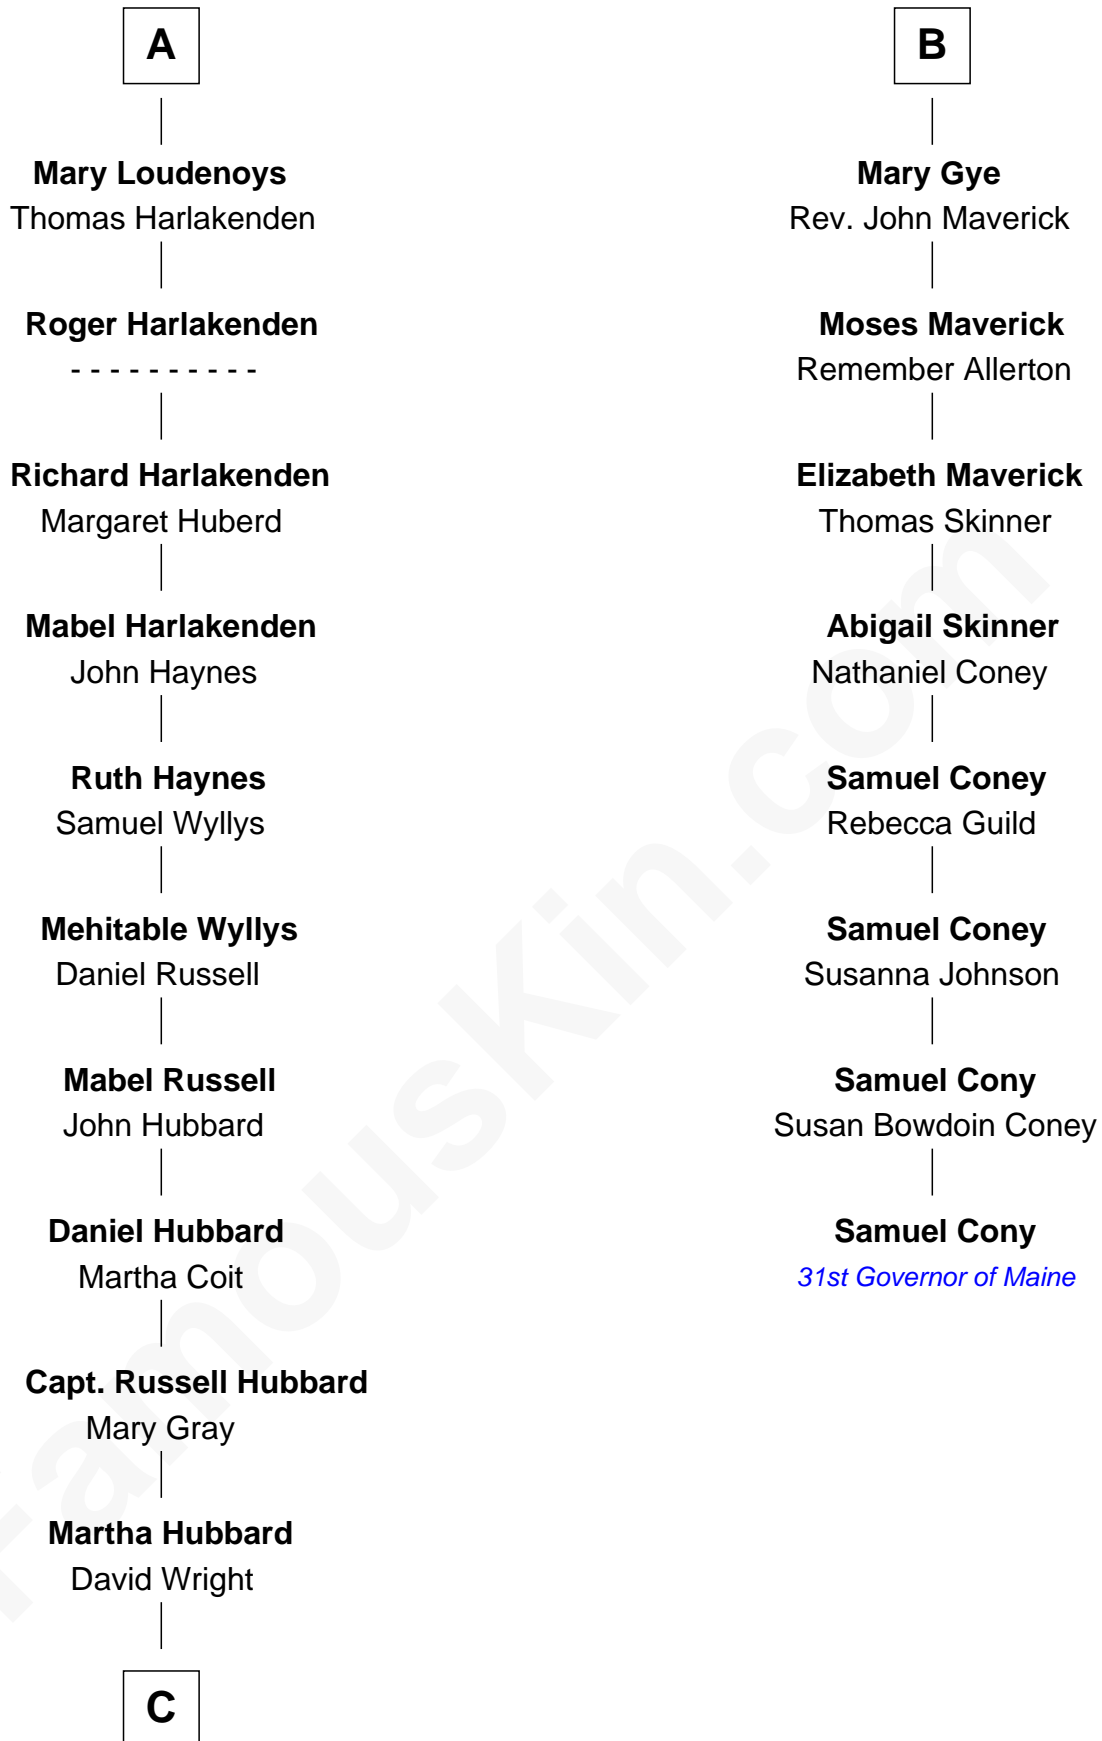 A
Mary Loudenoys
Thomas Harlakenden
Roger Harlakenden
- - - - - - - - - -
Richard Harlakenden
Margaret Huberd
Mabel Harlakenden
John Haynes
Ruth Haynes
Samuel Wyllys
Mehitable Wyllys
Daniel Russell
Mabel Russell
John Hubbard
Daniel Hubbard
Martha Coit
Capt. Russell Hubbard
Mary Gray
Martha Hubbard
David Wright
C
B
Mary Gye
Rev. John Maverick
Moses Maverick
Remember Allerton
Elizabeth Maverick
Thomas Skinner
Abigail Skinner
Nathaniel Coney
Samuel Coney
Rebecca Guild
Samuel Coney
Susanna Johnson
Samuel Cony
Susan Bowdoin Coney
Samuel Cony
31st Governor of Maine
FamousKin.com